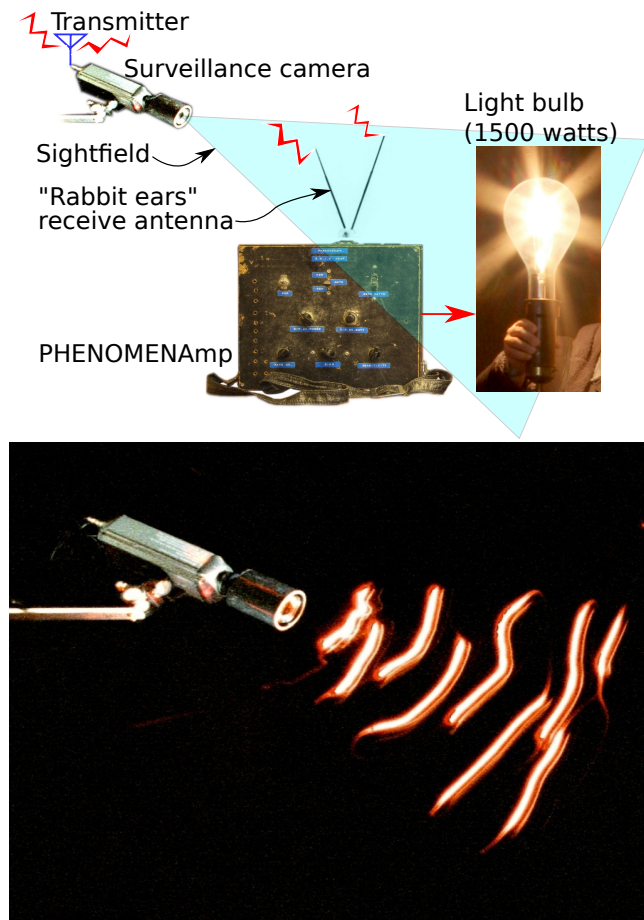 Transmitter
Surveillance camera
Light bulb
(1500 watts)
Sightfield
"Rabbit ears"
receive antenna
PHENOMENAmp